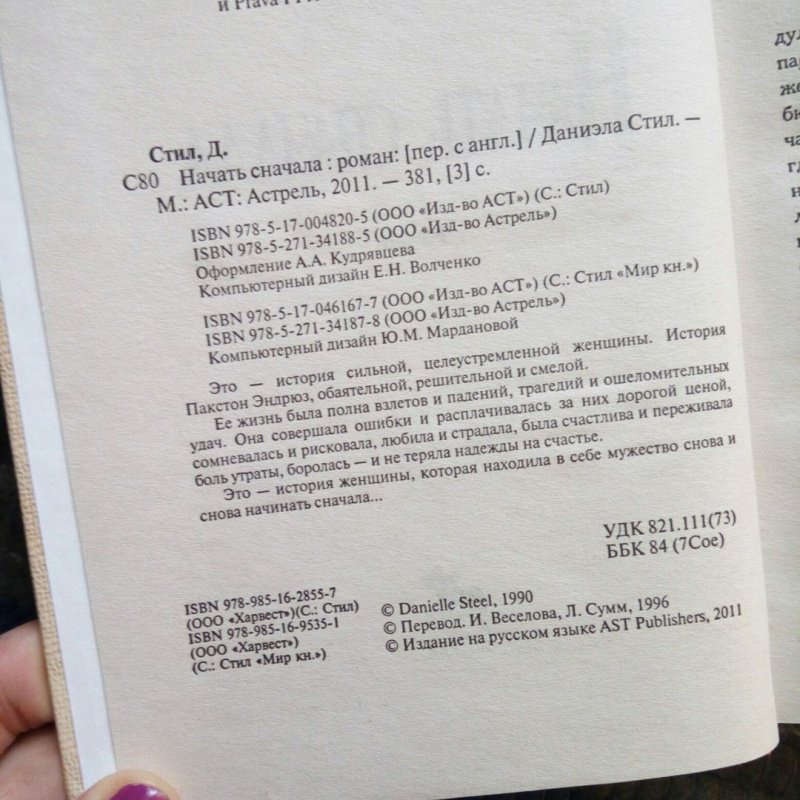 и Prava
Стил, Д.
С80 Начать сначала : роман: [пер. с англ.] / Даниэла Стил. —
М.: АСТ: Астрель, 2011. — 381, [3] с.
ISBN 978-5-17-004820-5 (ООО «Изд-во АСТ») (С.: Стил)
ISBN 978-5-271-34188-5 (ООО «Изд-во Астрель»)
Оформление А.А. Кудрявцева
Компьютерный дизайн Е.Н. Волченко
ISBN 978-5-17-046167-7 (ООО «Изд-во АСТ») (С.: Стил «Мир кн.»)
ISBN 978-5-271-34187-8 (ООО «Изд-во Астрель»)
Компьютерный дизайн Ю.М. Мардановой
Это — история сильной, целеустремленной женщины. История
Пакстон Эндрюз, обаятельной, решительной и смелой.
Ее жизнь была полна взлетов и падений, трагедий и ошеломительных
удач. Она совершала ошибки и расплачивалась за них дорогой ценой,
сомневалась и рисковала, любила и страдала, была счастлива и переживала
боль утраты, боролась — и не теряла надежды на счастье.
Это — история женщины, которая находила в себе мужество снова и
снова начинать сначала...
УДК 821.111(73)
ББК 84 (7Сое)
ISBN 978-985-16-2855-7
(ООО «Харвест»)(С.: Стил)
ISBN 978-985-16-9535-1
(ООО «Харвест»)
(С.: Стил «Мир кн.»)
© Danielle Steel, 1990
© Перевод. И. Веселова, Л. Сумм, 1996
© Издание на русском языке AST Publishers, 2011